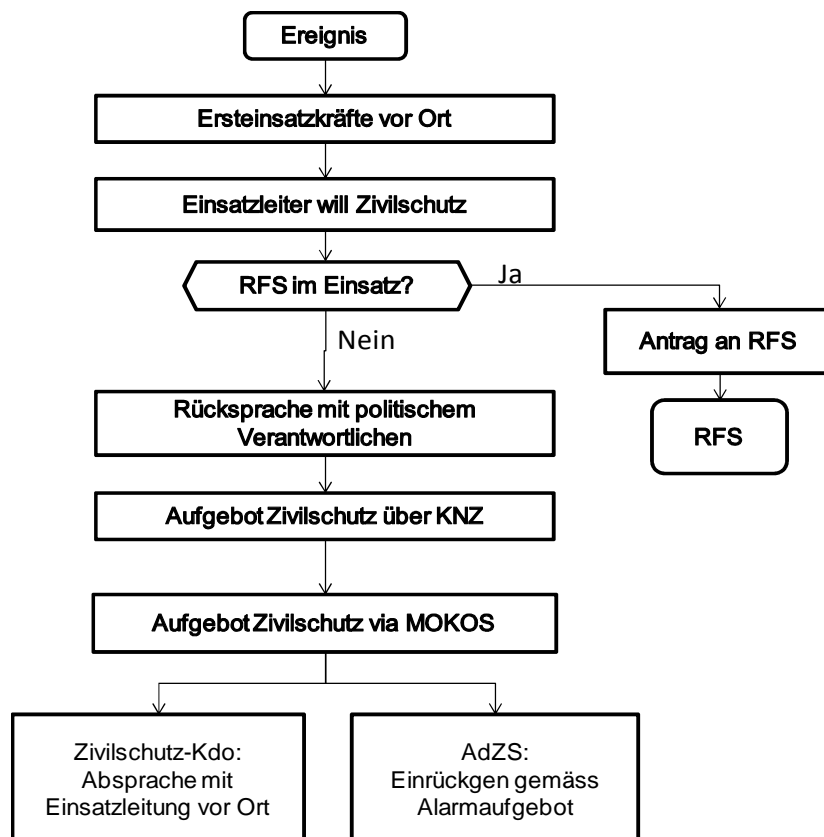 Ereignis
Ersteinsatzkräfte vor Ort
Einsatzleiter will Zivilschutz
RFS im Einsatz?
Ja
Nein
Antrag an RFS
RFS
Rücksprache mit politischem
Verantwortlichen
Aufgebot Zivilschutz über KNZ
Aufgebot Zivilschutz via MOKOS
Zivilschutz-Kdo:
Absprache mit
Einsatzleitung vor Ort
AdZS:
Einrückgen gemäss
Alarmaufgebot